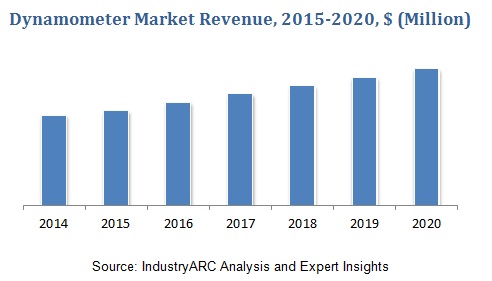 Dynamometer Market Revenue, 2015-2020, $ (Million)
2014 2015 2016 2017 2018 2019 2020
Source: IndustryARC Analysis and Expert Insights